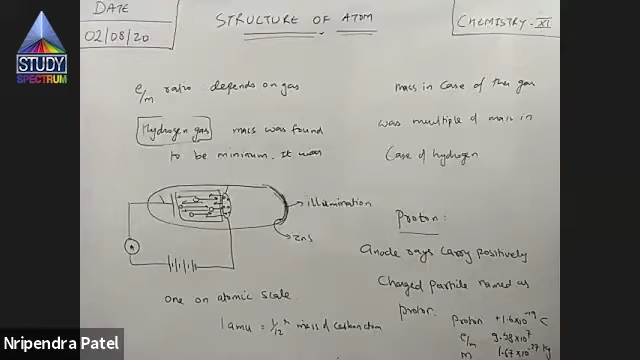 DATE
02/08/20
STRUCTURE OF ATOM
CHEMISTRY-XI
STUDY
SPECTRUM
e/m ratio depends on gas
Hydrogen gas mass was found
to be minimum. It was
mass in case of the gas
was multiple of mass in
Case of hydrogen
illumination
ZnS
one on atomic scale
1 amu = 1/12 mass of carbon atom
Proton:
Anode rays carry positively
Charged particle named as
proton.
Proton +1.6x10⁻¹⁹ C
e/m 9.58x10⁷
m 1.67x10⁻²⁷ Kg
Nripendra Patel